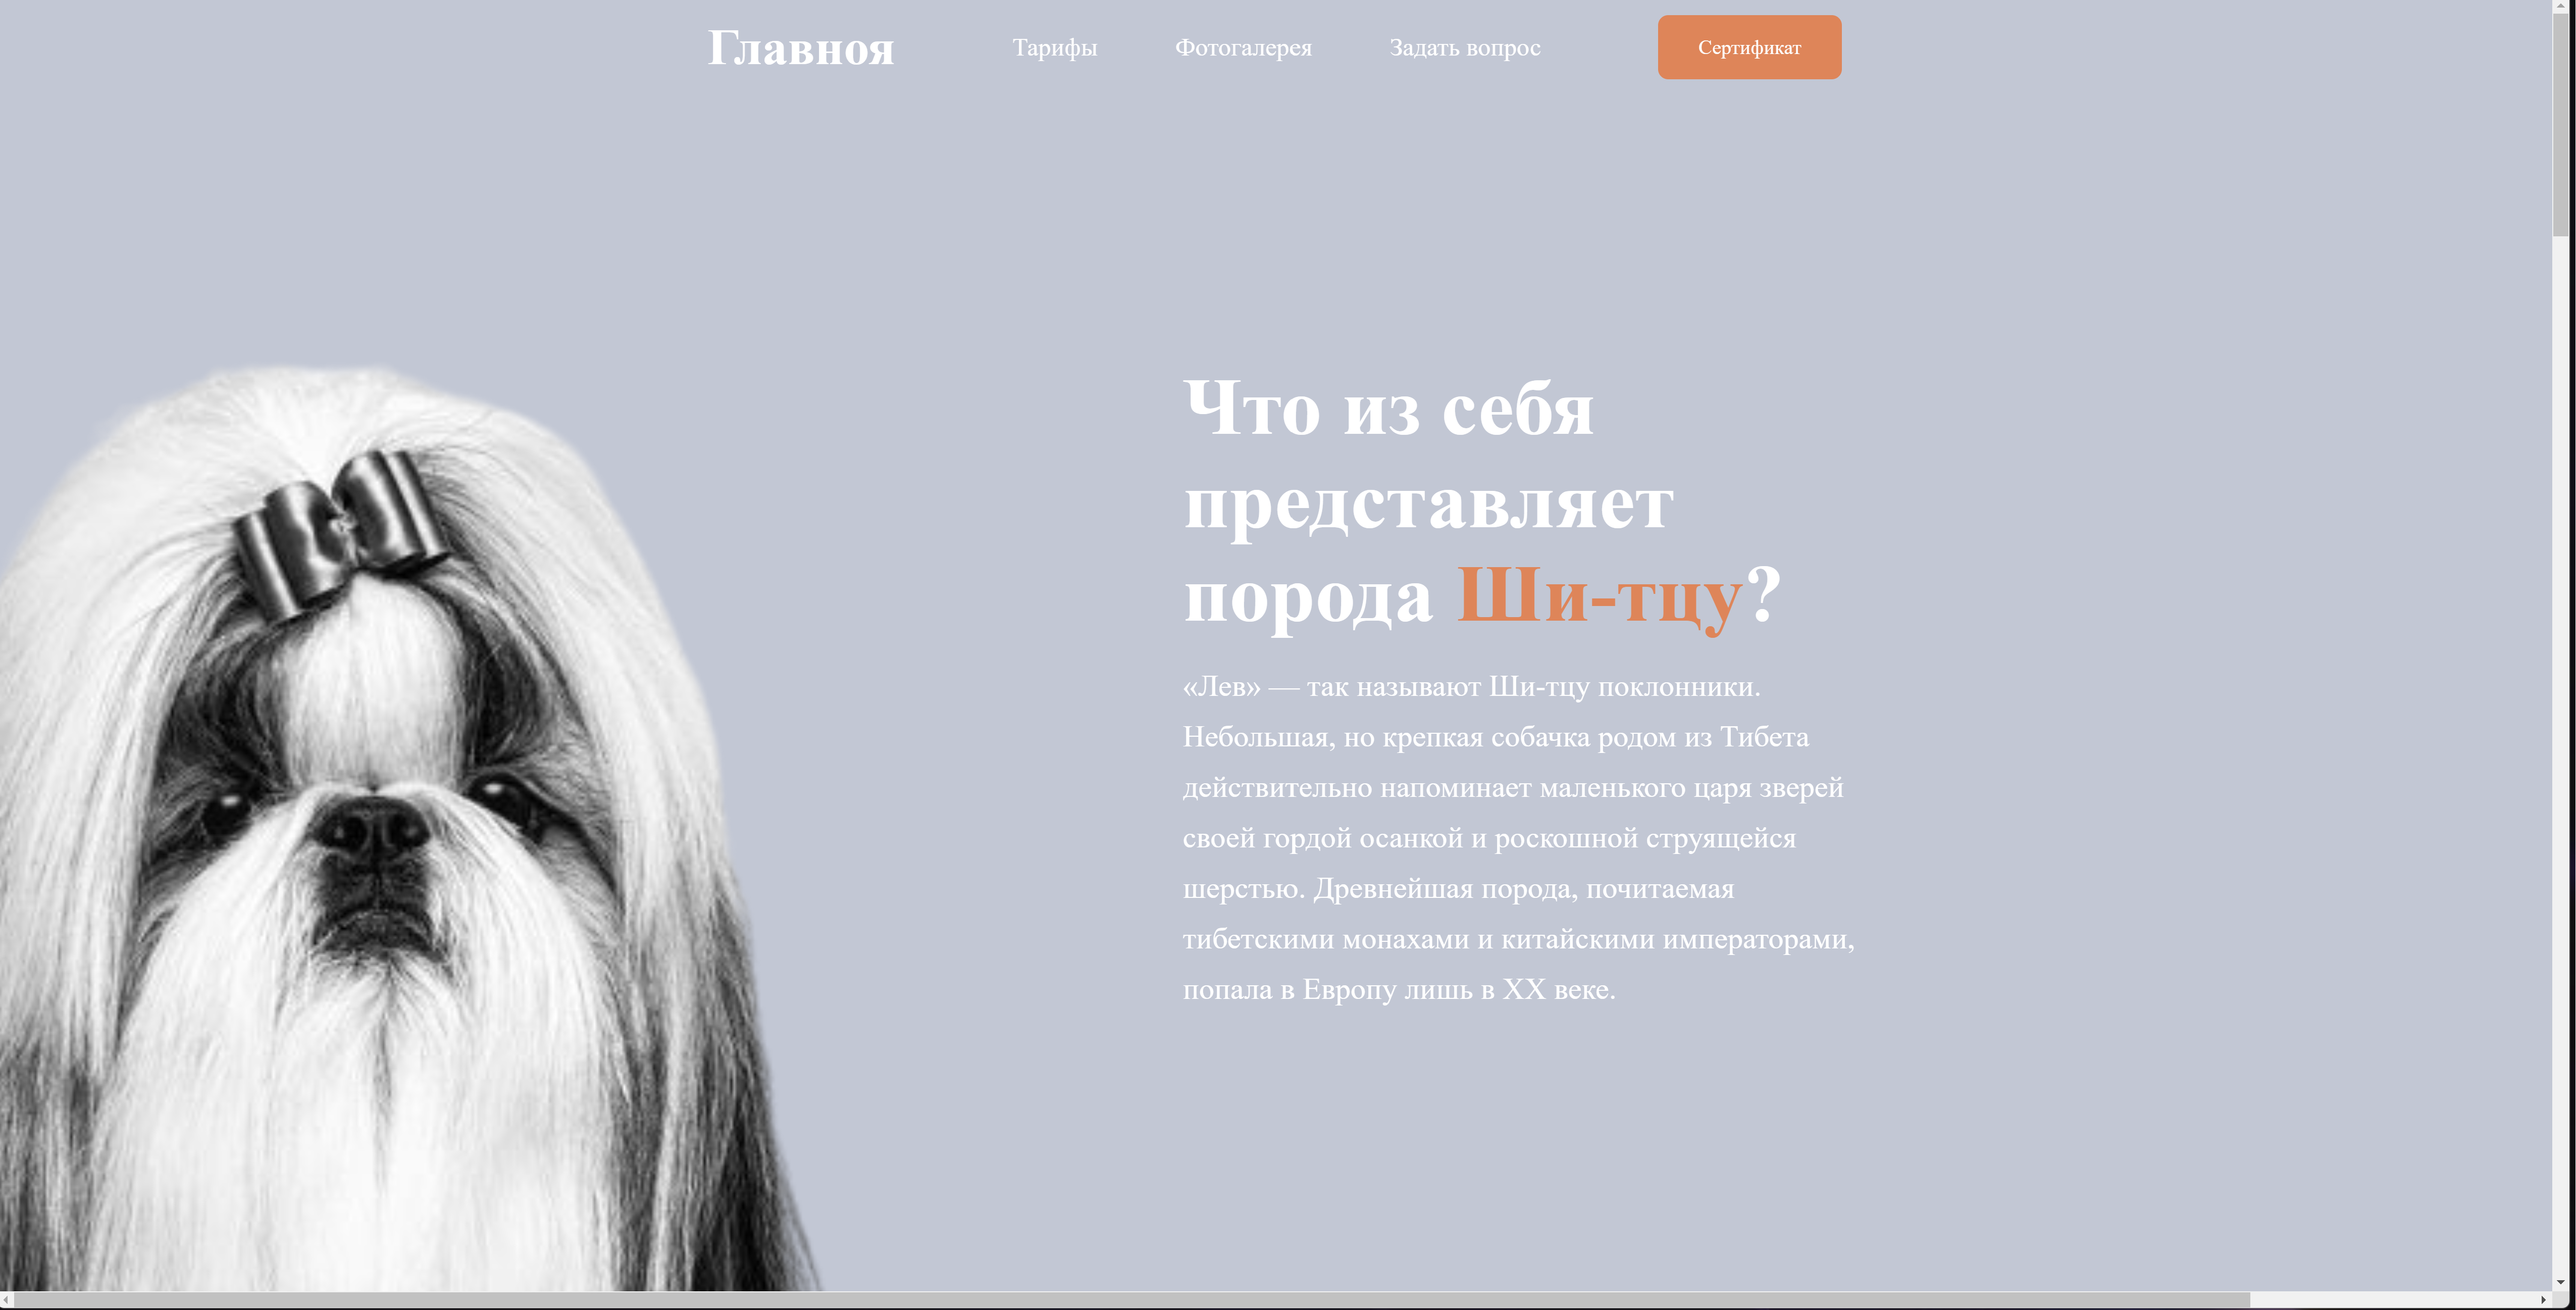 Главноя
Тарифы
Фотогалерея
Задать вопрос
Сертификат
Что из себя
представляет
порода Ши-тцу?
«Лев» — так называют Ши-тцу поклонники.
Небольшая, но крепкая собачка родом из Тибета
действительно напоминает маленького царя зверей
своей гордой осанкой и роскошной струящейся
шерстью. Древнейшая порода, почитаемая
тибетскими монахами и китайскими императорами,
попала в Европу лишь в XX веке.